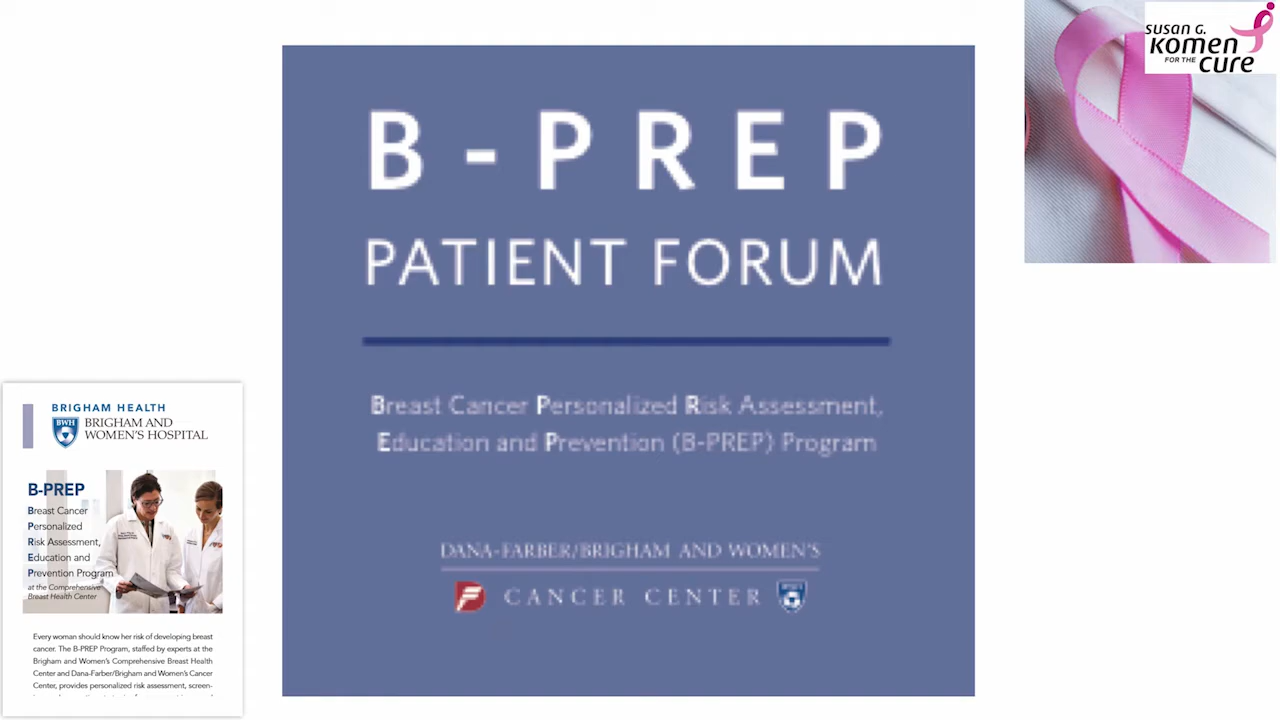 B-PREP
PATIENT FORUM
Breast Cancer Personalized Risk Assessment,
Education and Prevention (B-PREP) Program
DANA-FARBER/BRIGHAM AND WOMEN'S
CANCER CENTER
susan G.
komen
FOR THE
cure
BRIGHAM HEALTH
BWH
BRIGHAM AND
WOMEN'S HOSPITAL
B-PREP
Breast Cancer
Personalized
Risk Assessment,
Education and
Prevention Program
at the Comprehensive
Breast Health Center
Every woman should know her risk of developing breast
cancer. The B-PREP Program, staffed by experts at the
Brigham and Women's Comprehensive Breast Health
Center and Dana-Farber/Brigham and Women's Cancer
Center, provides personalized risk assessment, screen-